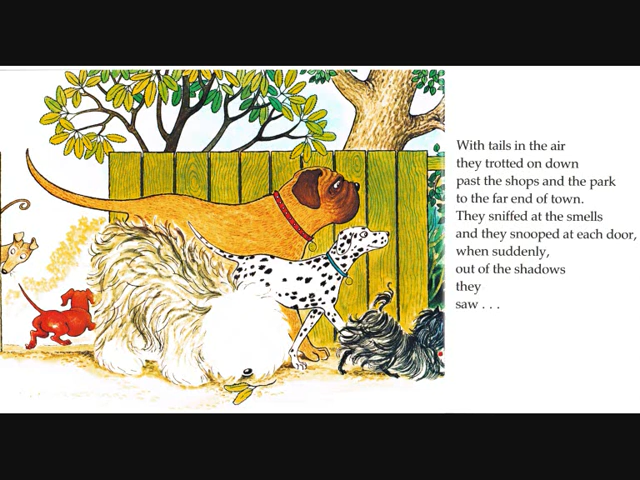 With tails in the air
they trotted on down
past the shops and the park
to the far end of town.
They sniffed at the smells
and they snooped at each door,
when suddenly,
out of the shadows
they
saw . . .